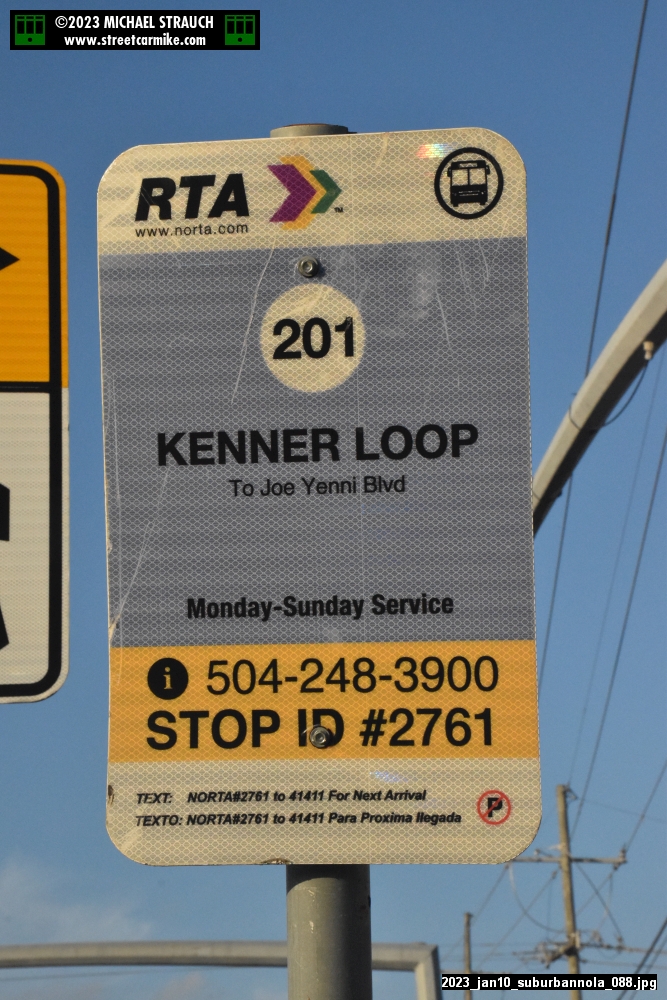 ©2023 MICHAEL STRAUCH
www.streetcarmike.com
RTA
TM
www.norta.com
201
KENNER LOOP
To Joe Yenni Blvd
Monday-Sunday Service
i 504-248-3900
STOP ID #2761
TEXT: NORTA#2761 to 41411 For Next Arrival
TEXTO: NORTA#2761 to 41411 Para Proxima llegada
P
2023_jan10_suburbannola_088.jpg